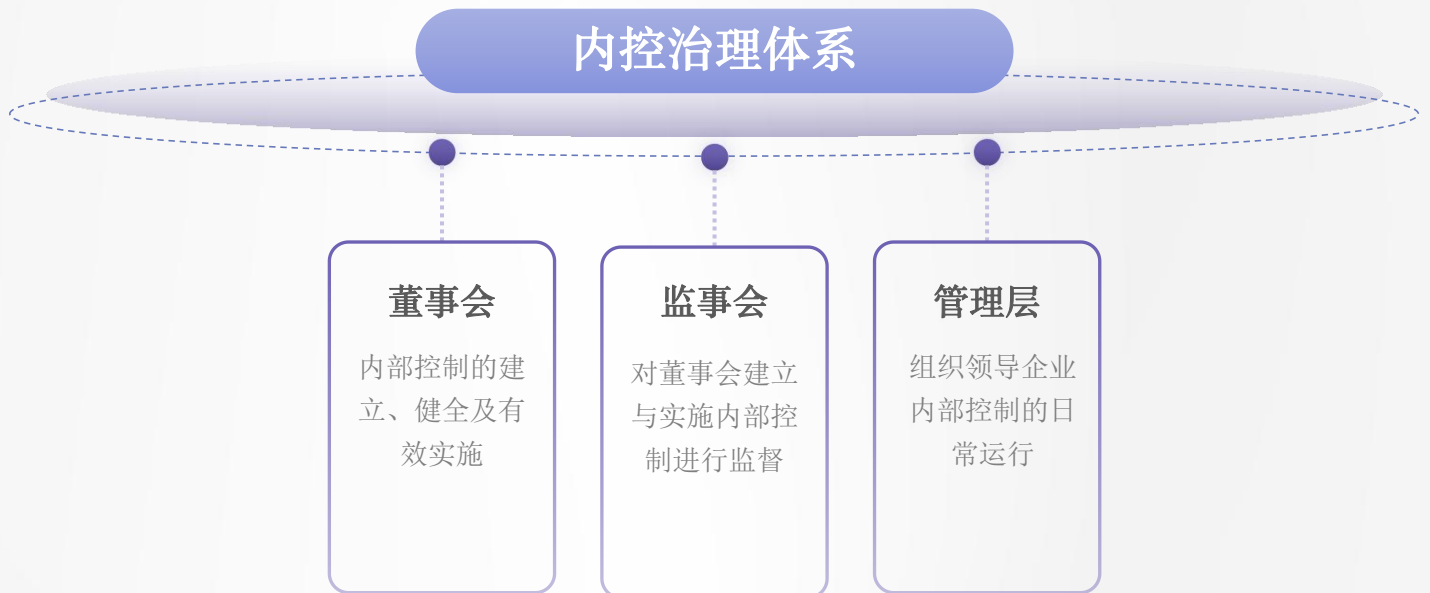 内控治理体系
董事会
内部控制的建
立、健全及有
效实施
监事会
对董事会建立
与实施内部控
制进行监督
管理层
组织领导企业
内部控制的日
常运行